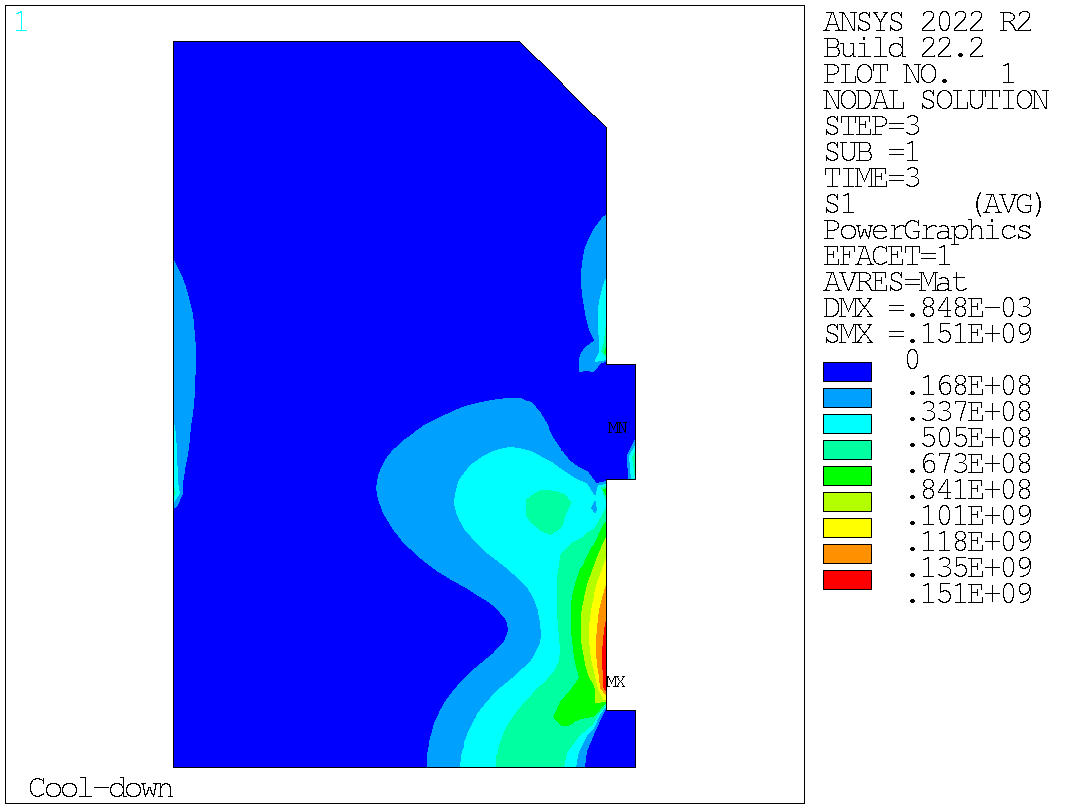 1
ANSYS 2022 R2
Build 22.2
PLOT NO. 1
NODAL SOLUTION
STEP=3
SUB =1
TIME=3
S1 (AVG)
PowerGraphics
EFACET=1
AVRES=Mat
DMX =.848E-03
SMX =.151E+09
0
.168E+08
.337E+08
.505E+08
.673E+08
.841E+08
.101E+09
.118E+09
.135E+09
.151E+09
MN
MX
Cool-down